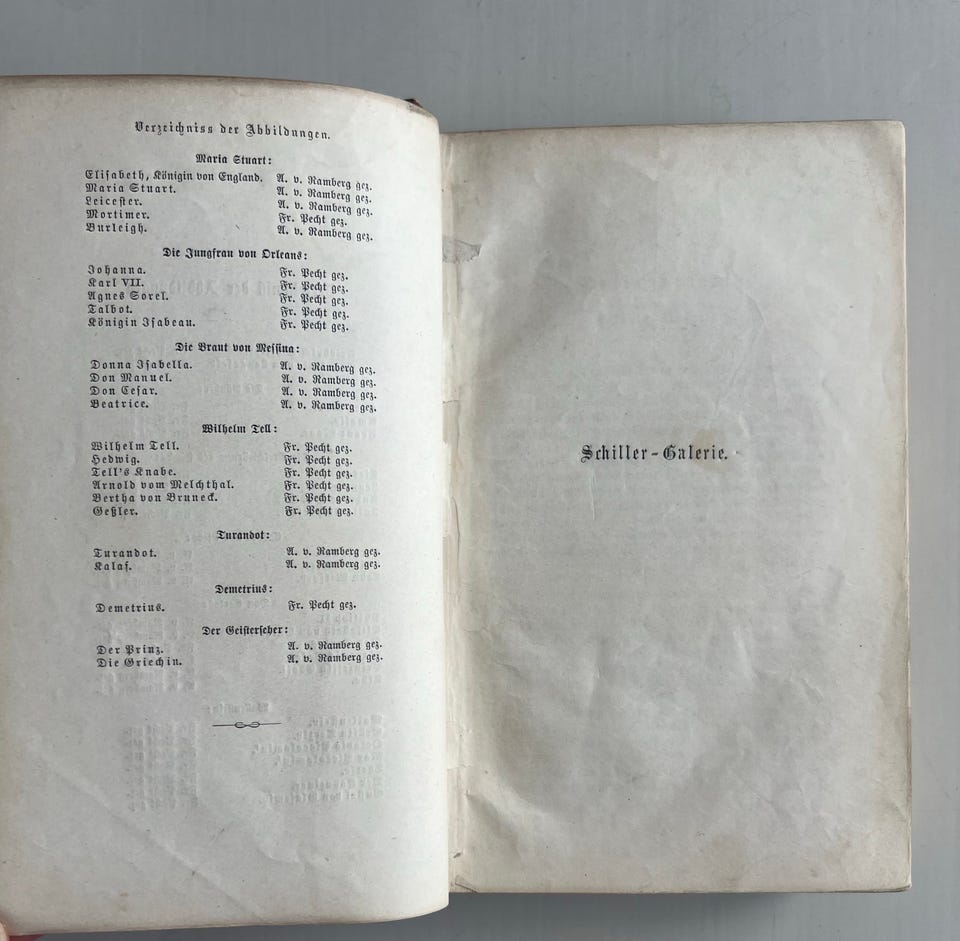 Verzeichniss der Abbildungen.
Maria Stuart:
Elisabeth, Königin von England. A. v. Ramberg gez.
Maria Stuart. A. v. Ramberg gez.
Leicester. A. v. Ramberg gez.
Mortimer. Fr. Pecht gez.
Burleigh. A. v. Ramberg gez.
Die Jungfrau von Orleans:
Johanna. Fr. Pecht gez.
Karl VII. Fr. Pecht gez.
Agnes Sorel. Fr. Pecht gez.
Talbot. Fr. Pecht gez.
Königin Isabeau. Fr. Pecht gez.
Die Braut von Messina:
Donna Isabella. A. v. Ramberg gez.
Don Manuel. A. v. Ramberg gez.
Don Cesar. A. v. Ramberg gez.
Beatrice. A. v. Ramberg gez.
Wilhelm Tell:
Wilhelm Tell. Fr. Pecht gez.
Hedwig. Fr. Pecht gez.
Tell's Knabe. Fr. Pecht gez.
Arnold vom Melchthal. Fr. Pecht gez.
Bertha von Bruneck. Fr. Pecht gez.
Geßler. Fr. Pecht gez.
Turandot:
Turandot. A. v. Ramberg gez.
Kalaf. A. v. Ramberg gez.
Demetrius:
Demetrius. Fr. Pecht gez.
Der Geisterseher:
Der Prinz. A. v. Ramberg gez.
Die Griechin. A. v. Ramberg gez.
Schiller-Galerie.